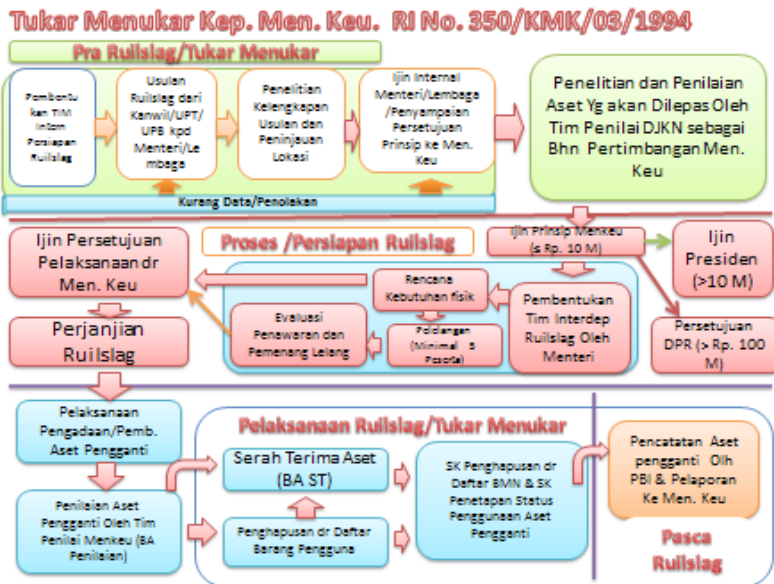 Tukar Menukar Kep. Men. Keu. RI No. 350/KMK/03/1994
Pra Ruilslag/Tukar Menukar
Pembentu
kan TIM
Intern
Persiapan
Ruilslag
Usulan
Ruilslag dari
Kanwil/UPT/
UPB kpd
Menteri/Le
mbaga
Penelitian
Kelengkapan
Usulan dan
Peninjauan
Lokasi
Ijin Internal
Menteri/Lembaga
/Penyampaian
Persetujuan
Prinsip ke Men.
Keu
Penelitian dan Penilaian
Aset Yg akan Dilepas Oleh
Tim Penilai DJKN sebagai
Bhn Pertimbangan Men.
Keu
Kurang Data/Penolakan
Ijin Persetujuan
Pelaksanaan dr
Men. Keu
Proses /Persiapan Ruilslag
Ijin Prinsip Menkeu
(≤ Rp. 10 M)
Ijin
Presiden
(>10 M)
Rencana
Kebutuhan fisik
Evaluasi
Penawaran dan
Pemenang Lelang
Pelelangan
(Minimal 5
Peserta)
Pembentukan
Tim Interdep
Ruilslag Oleh
Menteri
Persetujuan
DPR (> Rp. 100
M)
Perjanjian
Ruilslag
Pelaksanaan
Pengadaan/Pemb.
Aset Pengganti
Pelaksanaan Ruilslag/Tukar Menukar
Serah Terima Aset
(BA ST)
SK Penghapusan dr
Daftar BMN & SK
Penetapan Status
Penggunaan Aset
Pengganti
Pencatatan Aset
pengganti Olh
PBI & Pelaporan
Ke Men. Keu
Penilaian Aset
Pengganti Oleh Tim
Penilai Menkeu (BA
Penilaian)
Penghapusan dr Daftar
Barang Pengguna
Pasca
Ruilslag